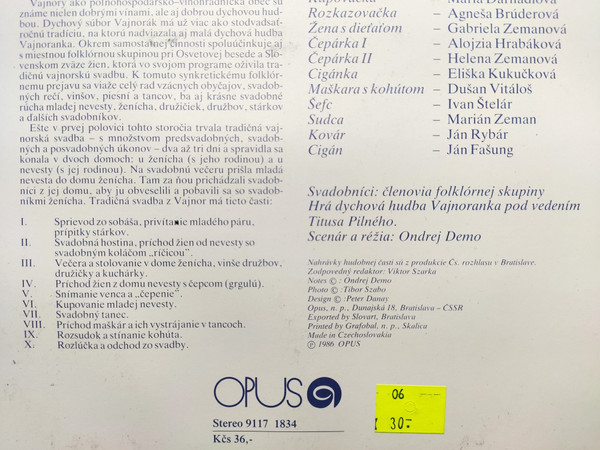 Vajnory ako poľnohospodársko-vinohradnícka obec sú
známe nielen dobrými vínami, ale aj dobrou dychovou hud-
bou. Dychový súbor Vajnorák má už viac ako stodvadsať-
ročnú tradíciu, na ktorú nadviazala aj malá dychová hudba
Vajnoranka. Okrem samostatnej činnosti spoluúčinkuje aj
s miestnou folklórnou skupinou pri Osvetovej besede a Slo-
venskom zväze žien, ktorá vo svojom programe oživila tra-
dičnú vajnorskú svadbu. K tomuto synkretickému folklór-
nemu prejavu sa viaže celý rad vzácnych obyčajov, svadob-
ných rečí, vinšov, piesní a tancov, ba aj krásne svadobné
rúcha mladej nevesty, ženícha, družičiek, družbov, stárkov
a ďalších svadobníkov.
Ešte v prvej polovici tohto storočia trvala tradičná vaj-
norská svadba – s množstvom predsvadobných, svadob-
ných a posvadobných úkonov – dva až tri dni a spravidla sa
konala v dvoch domoch: u ženícha (s jeho rodinou) a u
nevesty (s jej rodinou). Na svadobnú večeru prišla mladá
nevesta do domu ženícha. Tam za ňou prichádzali svadob-
níci z jej domu, aby ju obveselili a pobavili sa so svadob-
níkmi ženícha. Tradičná svadba z Vajnor má tieto časti:
I. Sprievod zo sobáša, privítanie mladého páru,
prípitky stárkov.
II. Svadobná hostina, príchod žien od nevesty so
svadobným koláčom „ričicou".
III. Večera a stolovanie v dome ženícha, vinše družbov,
družičky a kuchárky.
IV. Príchod žien z domu nevesty s čepcom (grgulú).
V. Snímanie venca a „čepenie".
VI. Kupovanie mladej nevesty.
VII. Svadobný tanec.
VIII. Príchod maškár a ich vystrájanie v tancoch.
IX. Rozsudok a stínanie kohúta.
X. Rozlúčka a odchod zo svadby.
Kupovačka – Mária Darnadiová
Rozkazovačka – Agneša Brúderová
Žena s dieťaťom – Gabriela Zemanová
Čepárka I – Alojzia Hrabáková
Čepárka II – Helena Zemanová
Cigánka – Eliška Kukučková
Maškara s kohútom – Dušan Vitáloš
Šefc – Ivan Štelár
Sudca – Marián Zeman
Kovár – Ján Rybár
Cigán – Ján Fašung
Svadobníci: členovia folklórnej skupiny
Hrá dychová hudba Vajnoranka pod vedením
Titusa Pilného.
Scenár a réžia: Ondrej Demo
Nahrávky hudobnej časti sú z produkcie Čs. rozhlasu v Bratislave.
Zodpovedný redaktor: Viktor Szarka
Notes © : Ondrej Demo
Photo © : Tibor Szabo
Design © : Peter Danay
Opus, n. p., Dunajská 18, Bratislava – ČSSR
Exported by Slovart, Bratislava
Printed by Grafobal, n. p., Skalica
Made in Czechoslovakia
℗ 1986 OPUS
OPUS
Stereo 9117 1834
Kčs 36,-
06
30:-